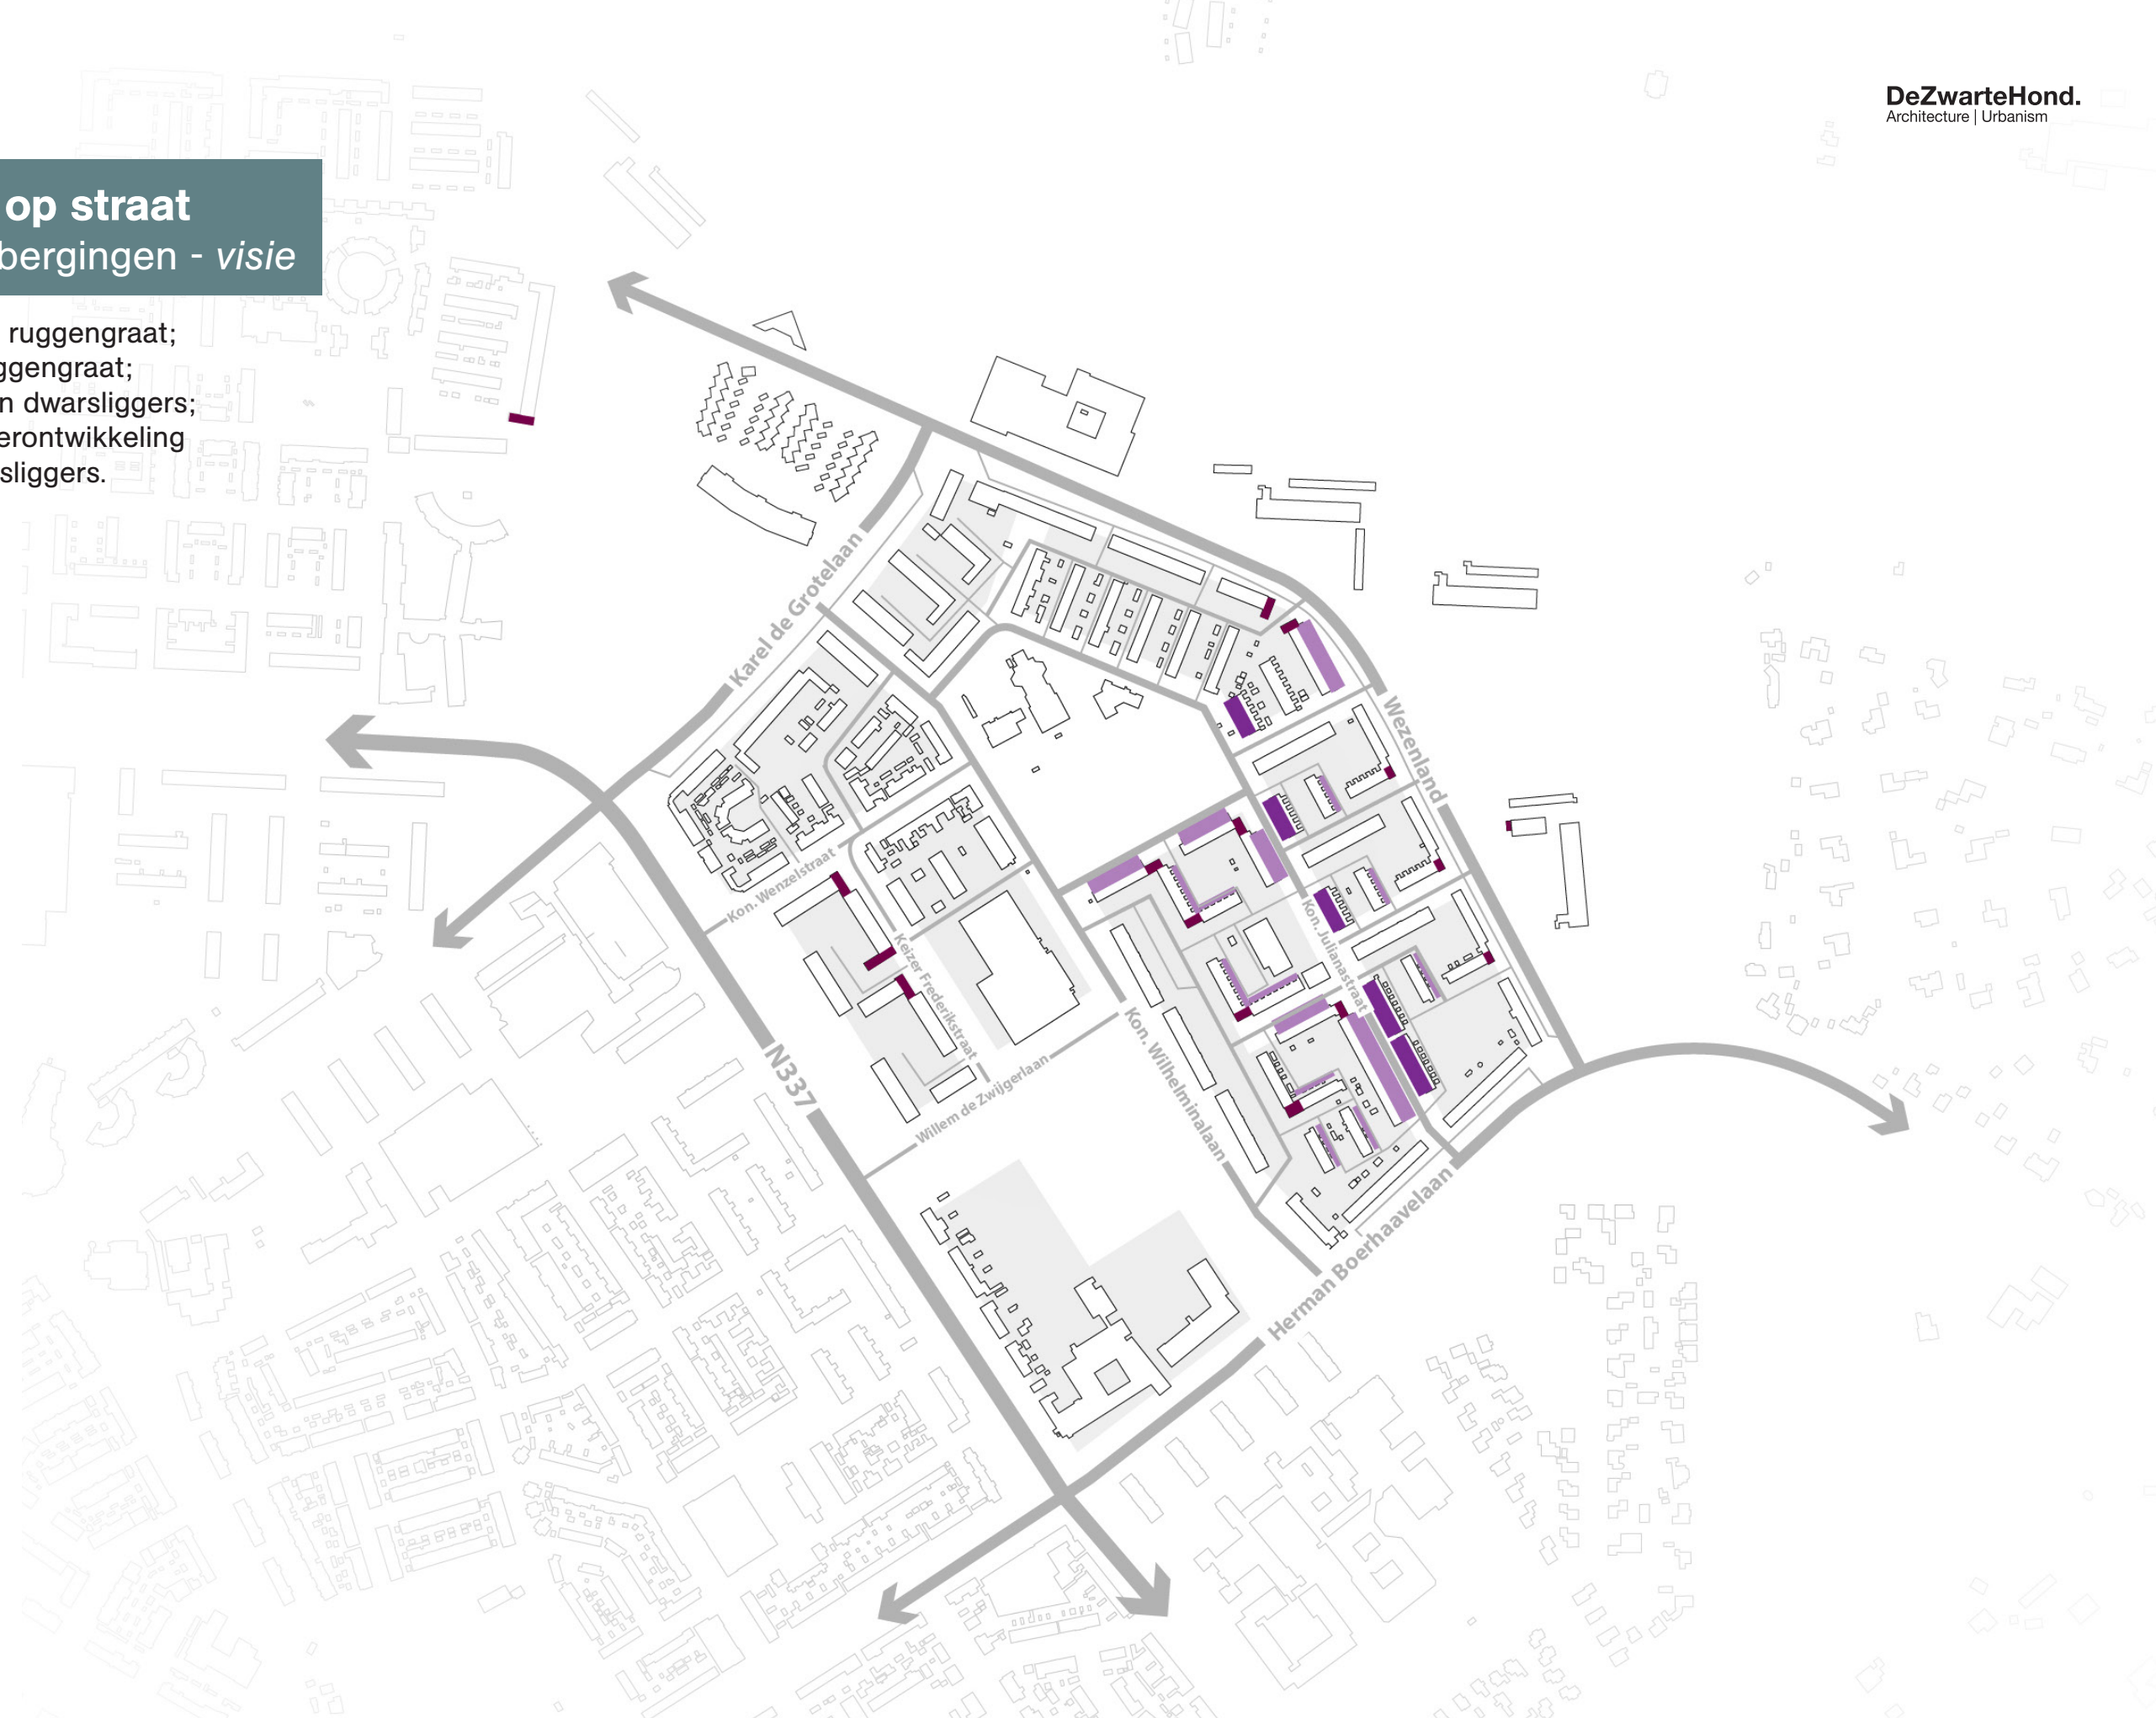 DeZwarteHond.
Architecture | Urbanism
op straat
bergingen - visie
ruggengraat;
ggengraat;
n dwarsliggers;
erontwikkeling
sliggers.
Karel de Grotelaan
Wezenland
Kon. Wenzelstraat
Keizer Frederikstraat
Kon. Julianastraat
N337
Willem de Zwijgerlaan
Kon. Wilhelminalaan
Herman Boerhaavelaan